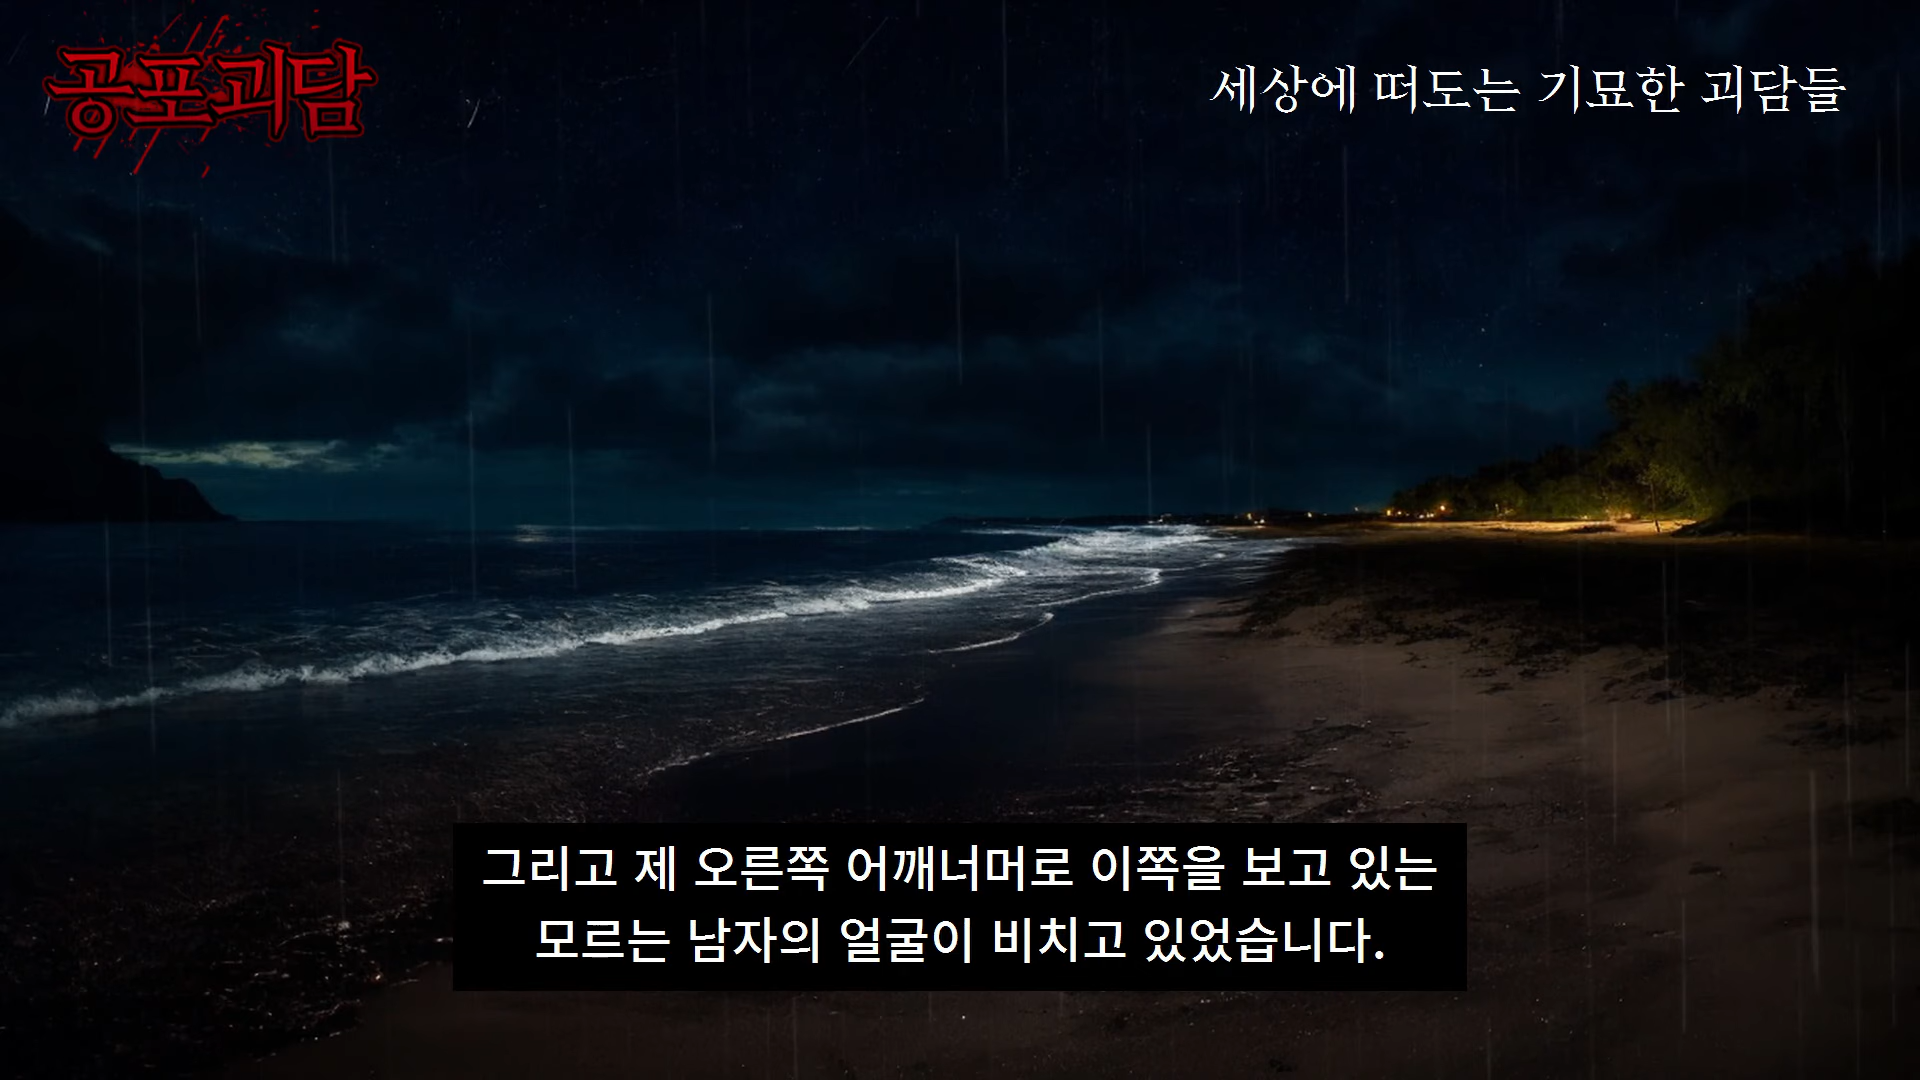 공포괴담
세상에 떠도는 기묘한 괴담들
그리고 제 오른쪽 어깨너머로 이쪽을 보고 있는
모르는 남자의 얼굴이 비치고 있었습니다.